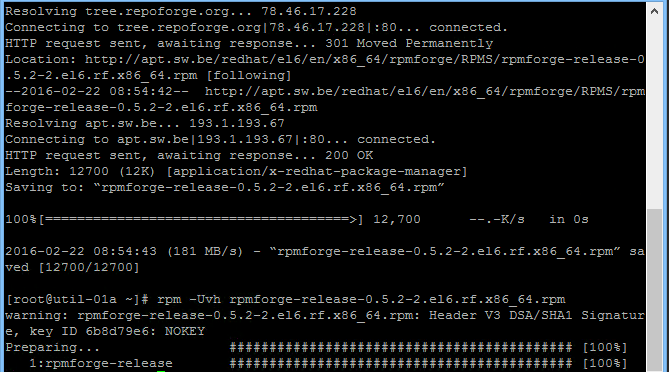 Resolving tree.repoforge.org... 78.46.17.228
Connecting to tree.repoforge.org|78.46.17.228|:80... connected.
HTTP request sent, awaiting response... 301 Moved Permanently
Location: http://apt.sw.be/redhat/el6/en/x86_64/rpmforge/RPMS/rpmforge-release-0
.5.2-2.el6.rf.x86_64.rpm [following]
--2016-02-22 08:54:42--  http://apt.sw.be/redhat/el6/en/x86_64/rpmforge/RPMS/rpm
forge-release-0.5.2-2.el6.rf.x86_64.rpm
Resolving apt.sw.be... 193.1.193.67
Connecting to apt.sw.be|193.1.193.67|:80... connected.
HTTP request sent, awaiting response... 200 OK
Length: 12700 (12K) [application/x-redhat-package-manager]
Saving to: “rpmforge-release-0.5.2-2.el6.rf.x86_64.rpm”
100%[======================================>] 12,700      --.-K/s   in 0s
2016-02-22 08:54:43 (181 MB/s) - “rpmforge-release-0.5.2-2.el6.rf.x86_64.rpm” sa
ved [12700/12700]
[root@util-01a ~]# rpm -Uvh rpmforge-release-0.5.2-2.el6.rf.x86_64.rpm
warning: rpmforge-release-0.5.2-2.el6.rf.x86_64.rpm: Header V3 DSA/SHA1 Signatur
e, key ID 6b8d79e6: NOKEY
Preparing...                ########################################### [100%]
   1:rpmforge-release       ########################################### [100%]